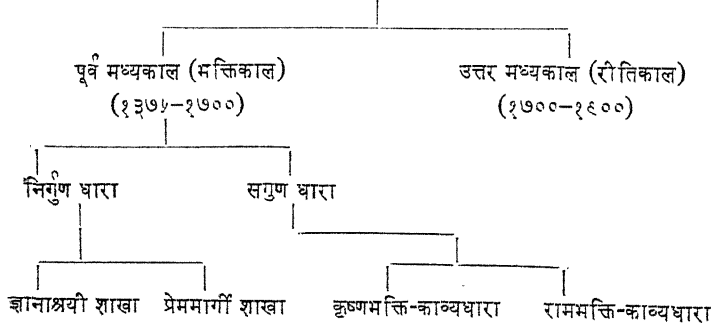 पूर्व मध्यकाल (भक्तिकाल) उत्तर मध्यकाल (रीतिकाल)
(१३७५–१७००) (१७००–१९००)
निर्गुण धारा सगुण धारा
ज्ञानाश्रयी शाखा प्रेममार्गी शाखा कृष्णभक्ति-काव्यधारा रामभक्ति-काव्यधारा